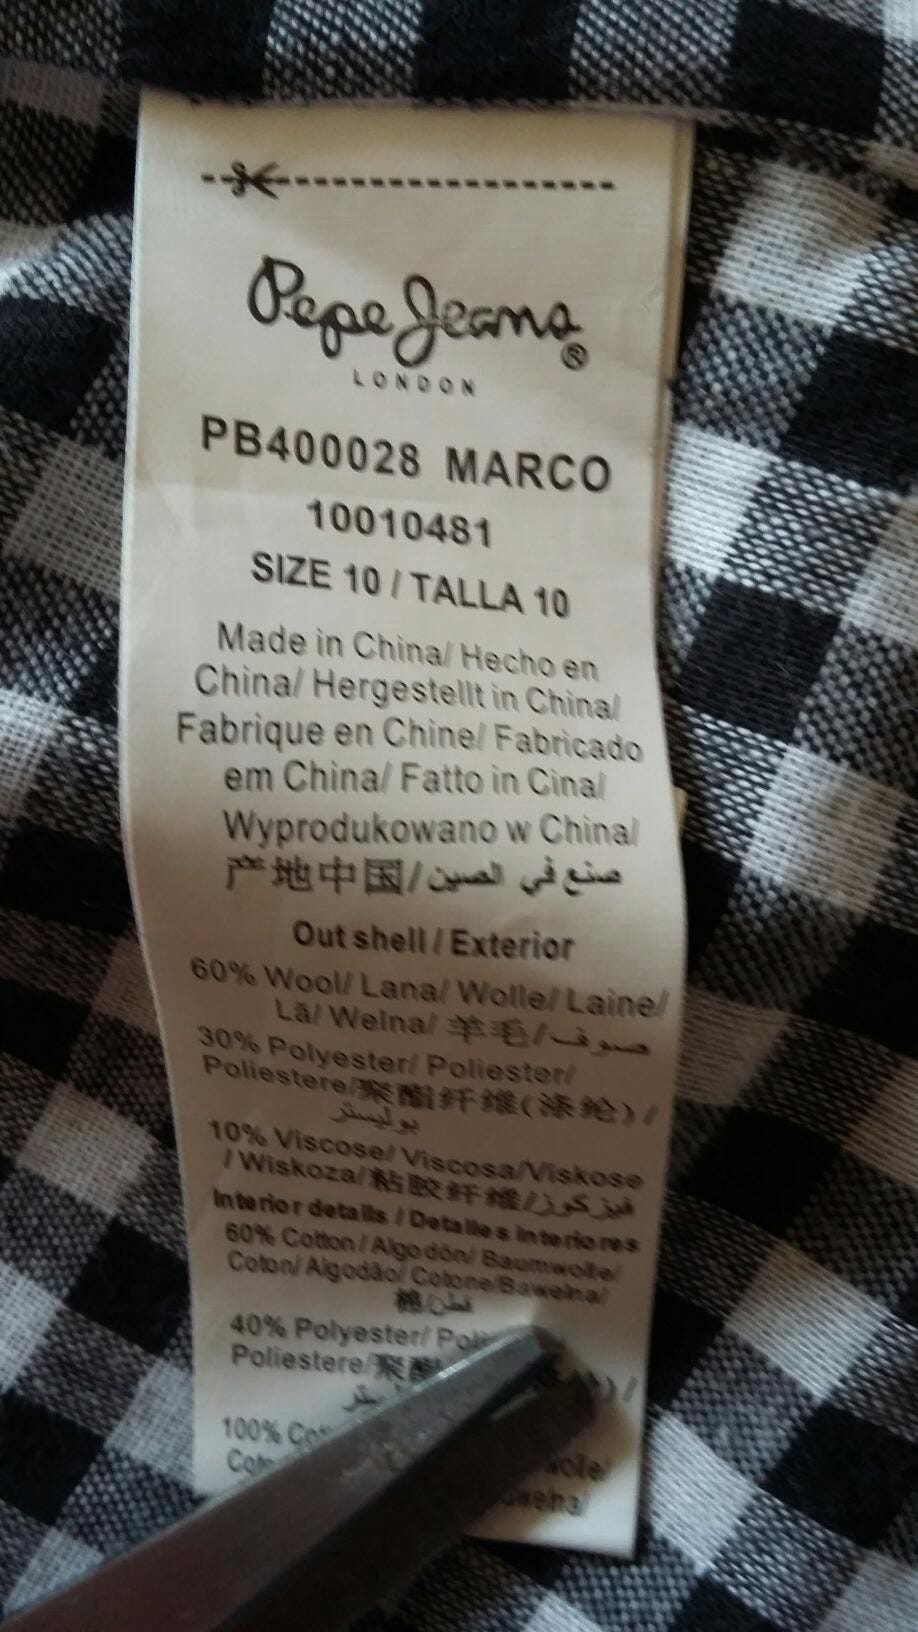 Pepe Jeans
®
LONDON
PB400028 MARCO
10010481
SIZE 10 / TALLA 10
Made in China/ Hecho en
China/ Hergestellt in China/
Fabrique en Chine/ Fabricado
em China/ Fatto in Cina/
Wyprodukowano w China/
产地中国/صنع في الصين
Out shell / Exterior
60% Wool/ Lana/ Wolle/ Laine/
Lã/ Welna/ 羊毛/صوف
30% Polyester/ Poliester/
Poliestere/聚酯纤维(涤纶)/
بوليستر
10% Viscose/ Viscosa/Viskose
/ Wiskoza/粘胶纤维/فيزكوز
Interior details / Detalles interiores
60% Cotton / Algodón/ Baumwolle/
Coton/ Algodão/ Cotone/Bawelna/
棉/قطن
40% Polyester/
Poliestere/聚酯
100%